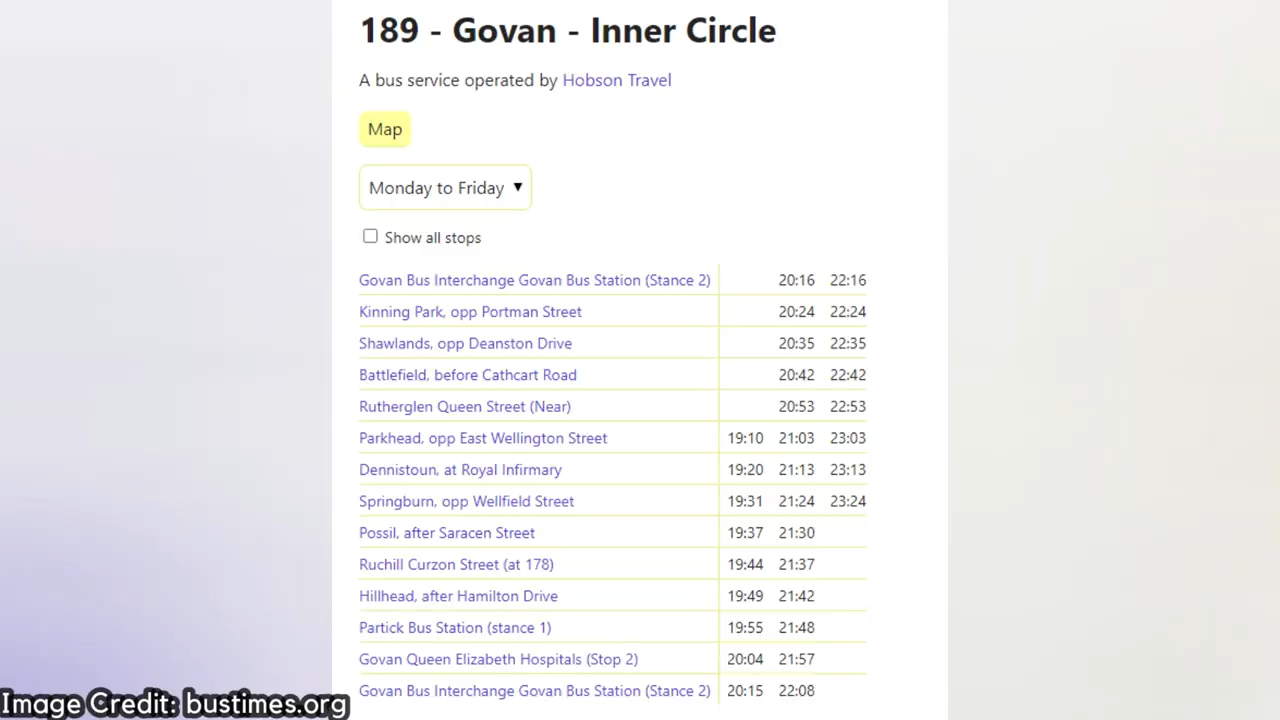 189 - Govan - Inner Circle
A bus service operated by Hobson Travel
Map
Monday to Friday ▼
Show all stops
Govan Bus Interchange Govan Bus Station (Stance 2) 20:16 22:16
Kinning Park, opp Portman Street 20:24 22:24
Shawlands, opp Deanston Drive 20:35 22:35
Battlefield, before Cathcart Road 20:42 22:42
Rutherglen Queen Street (Near) 20:53 22:53
Parkhead, opp East Wellington Street 19:10 21:03 23:03
Dennistoun, at Royal Infirmary 19:20 21:13 23:13
Springburn, opp Wellfield Street 19:31 21:24 23:24
Possil, after Saracen Street 19:37 21:30
Ruchill Curzon Street (at 178) 19:44 21:37
Hillhead, after Hamilton Drive 19:49 21:42
Partick Bus Station (stance 1) 19:55 21:48
Govan Queen Elizabeth Hospitals (Stop 2) 20:04 21:57
Govan Bus Interchange Govan Bus Station (Stance 2) 20:15 22:08
Image Credit: bustimes.org